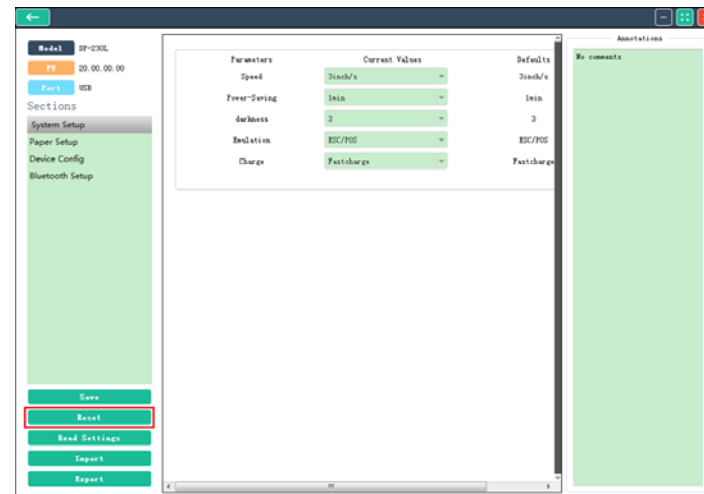 Model DP-230L
FV 20.00.00.00
Port USB
Sections
System Setup
Paper Setup
Device Config
Bluetooth Setup
Save
Reset
Read Settings
Import
Export
Parameters Current Values Defaults
Speed 3inch/s 3inch/s
Power-Saving 1min 1min
darkness 3 3
Emulation ESC/POS ESC/POS
Charge Fastcharge Fastcharge
Annotations
No comments